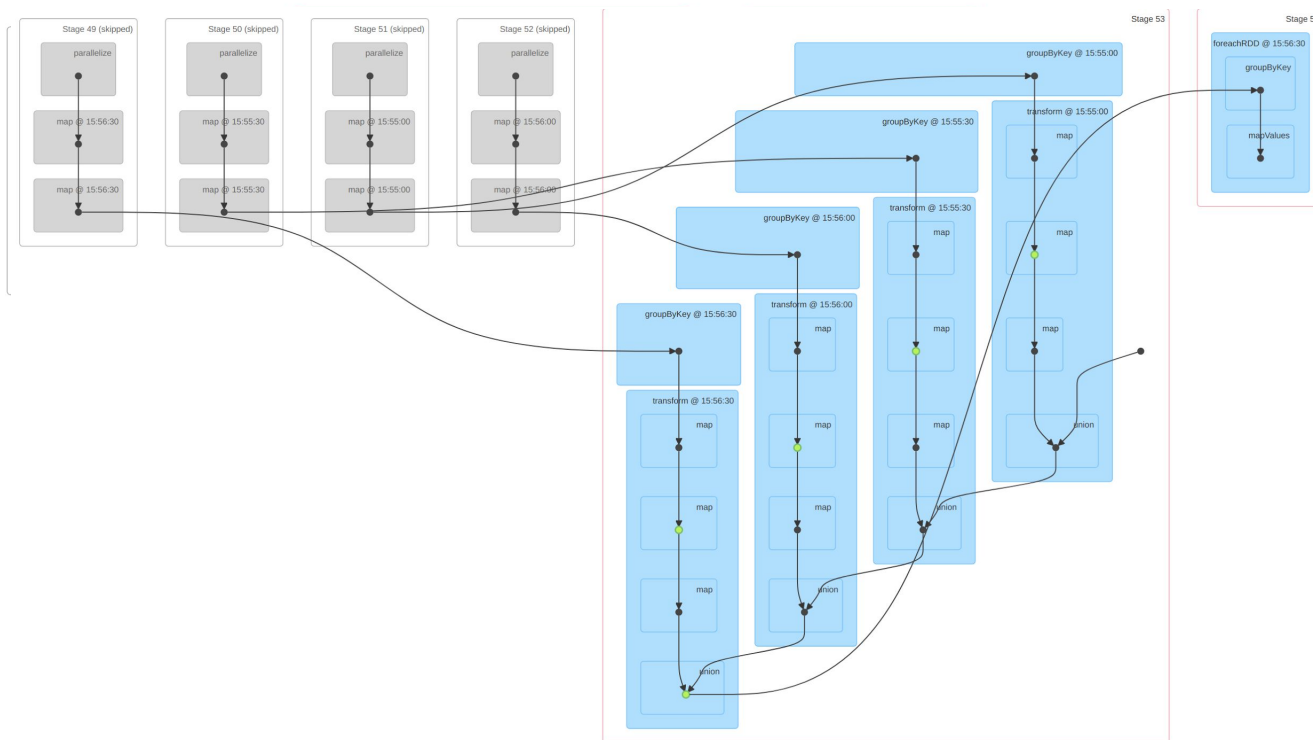 Stage 49 (skipped)
parallelize
map @ 15:56:30
map @ 15:56:30
Stage 50 (skipped)
parallelize
map @ 15:55:30
map @ 15:55:30
Stage 51 (skipped)
parallelize
map @ 15:55:00
map @ 15:55:00
Stage 52 (skipped)
parallelize
map @ 15:56:00
map @ 15:56:00
Stage 53
groupByKey @ 15:55:00
transform @ 15:55:00
map
map
map
union
groupByKey @ 15:55:30
transform @ 15:55:30
map
map
map
union
groupByKey @ 15:56:00
transform @ 15:56:00
map
map
map
union
groupByKey @ 15:56:30
transform @ 15:56:30
map
map
map
union
Stage 5
foreachRDD @ 15:56:30
groupByKey
mapValues